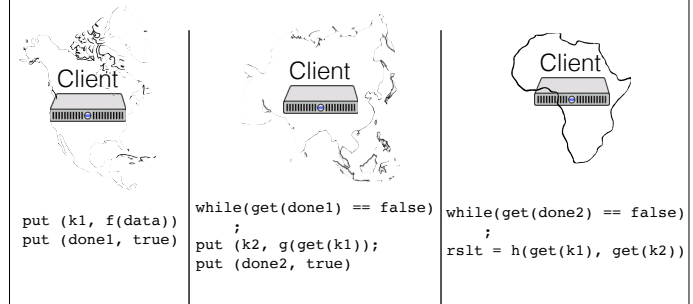 Client
put (k1, f(data))
put (done1, true)
Client
while(get(done1) == false)
;
put (k2, g(get(k1));
put (done2, true)
Client
while(get(done2) == false)
;
rslt = h(get(k1), get(k2))